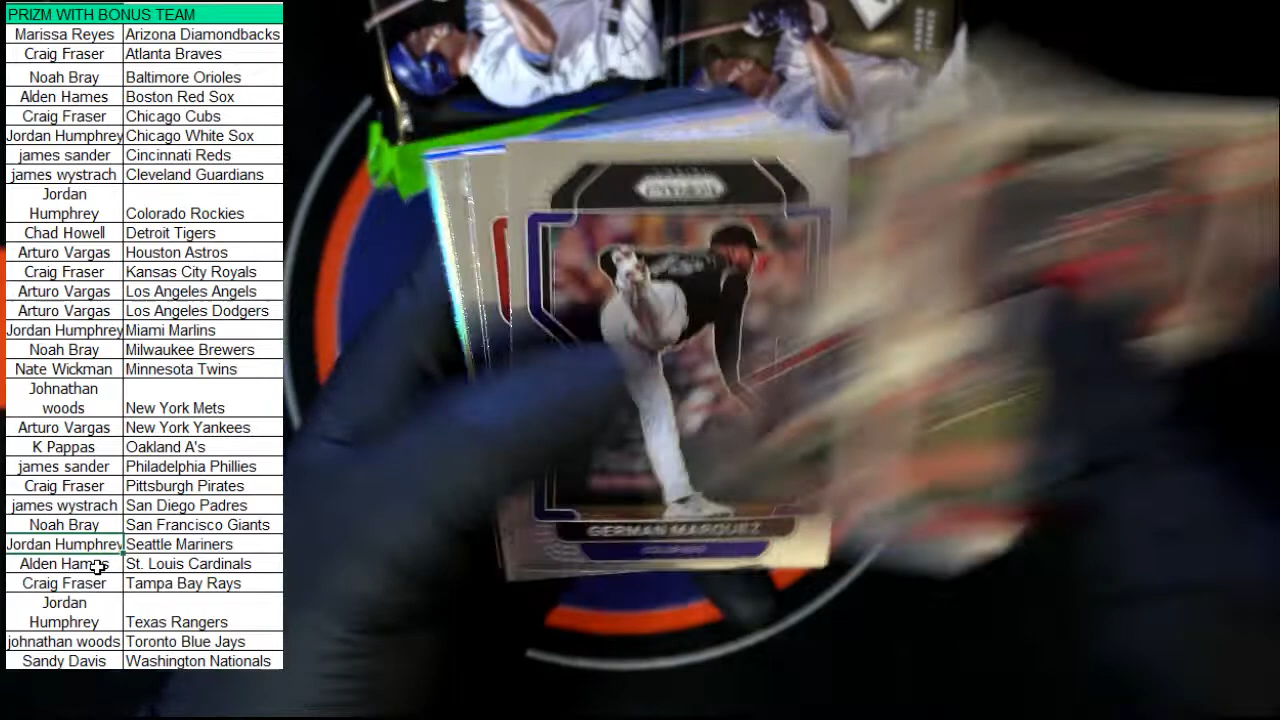 PRIZM WITH BONUS TEAM
Marissa Reyes Arizona Diamondbacks
Craig Fraser Atlanta Braves
Noah Bray Baltimore Orioles
Alden Hames Boston Red Sox
Craig Fraser Chicago Cubs
Jordan Humphrey Chicago White Sox
james sander Cincinnati Reds
james wystrach Cleveland Guardians
Jordan
Humphrey Colorado Rockies
Chad Howell Detroit Tigers
Arturo Vargas Houston Astros
Craig Fraser Kansas City Royals
Arturo Vargas Los Angeles Angels
Arturo Vargas Los Angeles Dodgers
Jordan Humphrey Miami Marlins
Noah Bray Milwaukee Brewers
Nate Wickman Minnesota Twins
Johnathan
woods New York Mets
Arturo Vargas New York Yankees
K Pappas Oakland A's
james sander Philadelphia Phillies
Craig Fraser Pittsburgh Pirates
james wystrach San Diego Padres
Noah Bray San Francisco Giants
Jordan Humphrey Seattle Mariners
Alden Hames St. Louis Cardinals
Craig Fraser Tampa Bay Rays
Jordan
Humphrey Texas Rangers
johnathan woods Toronto Blue Jays
Sandy Davis Washington Nationals
PRIZM
GERMAN MARQUEZ